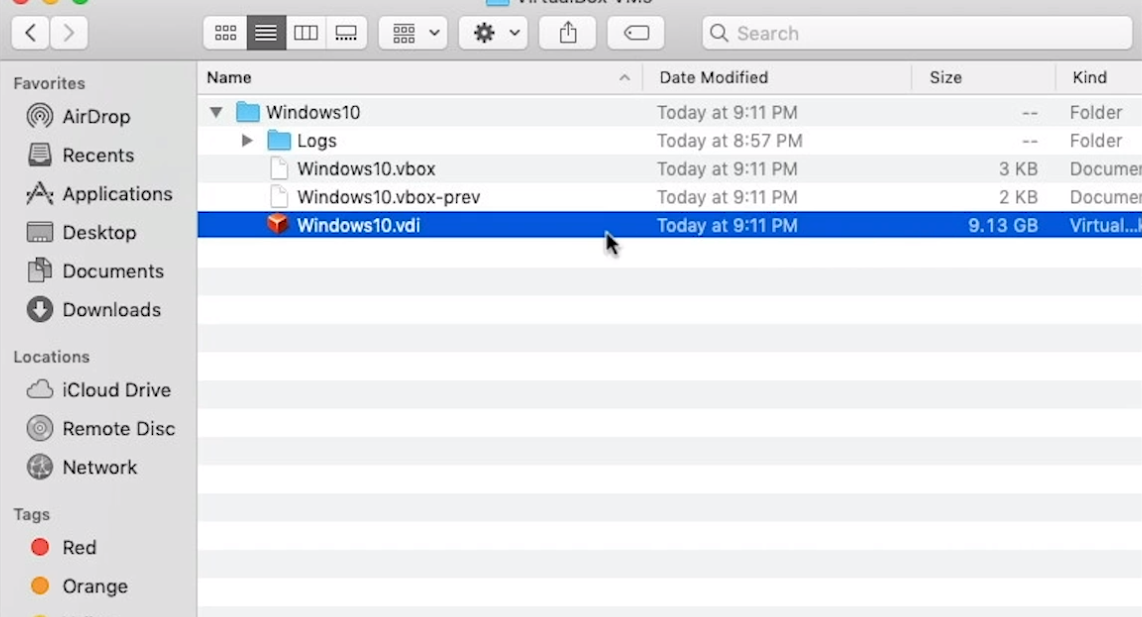 VirtualBox VMs
Search
Favorites
AirDrop
Recents
Applications
Desktop
Documents
Downloads
Locations
iCloud Drive
Remote Disc
Network
Tags
Red
Orange
Name Date Modified Size Kind
Windows10 Today at 9:11 PM -- Folder
Logs Today at 8:57 PM -- Folder
Windows10.vbox Today at 9:11 PM 3 KB Documen
Windows10.vbox-prev Today at 9:11 PM 2 KB Documen
Windows10.vdi Today at 9:11 PM 9.13 GB Virtual...k